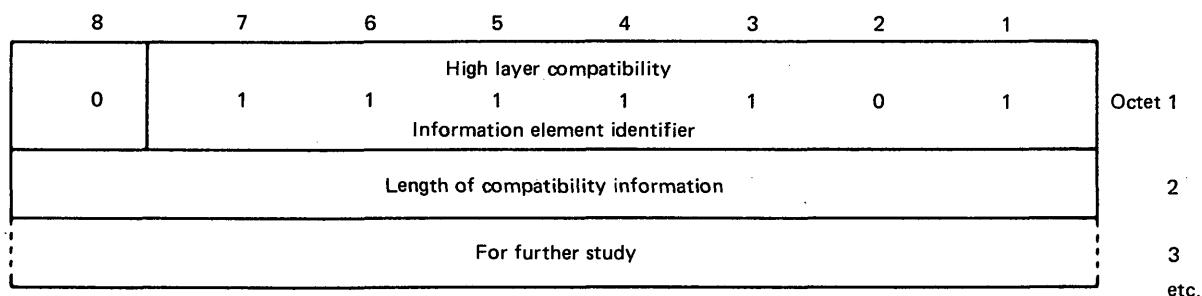 8 7 6 5 4 3 2 1
High layer compatibility
0 1 1 1 1 1 0 1 Octet 1
Information element identifier
Length of compatibility information 2
For further study 3
etc.